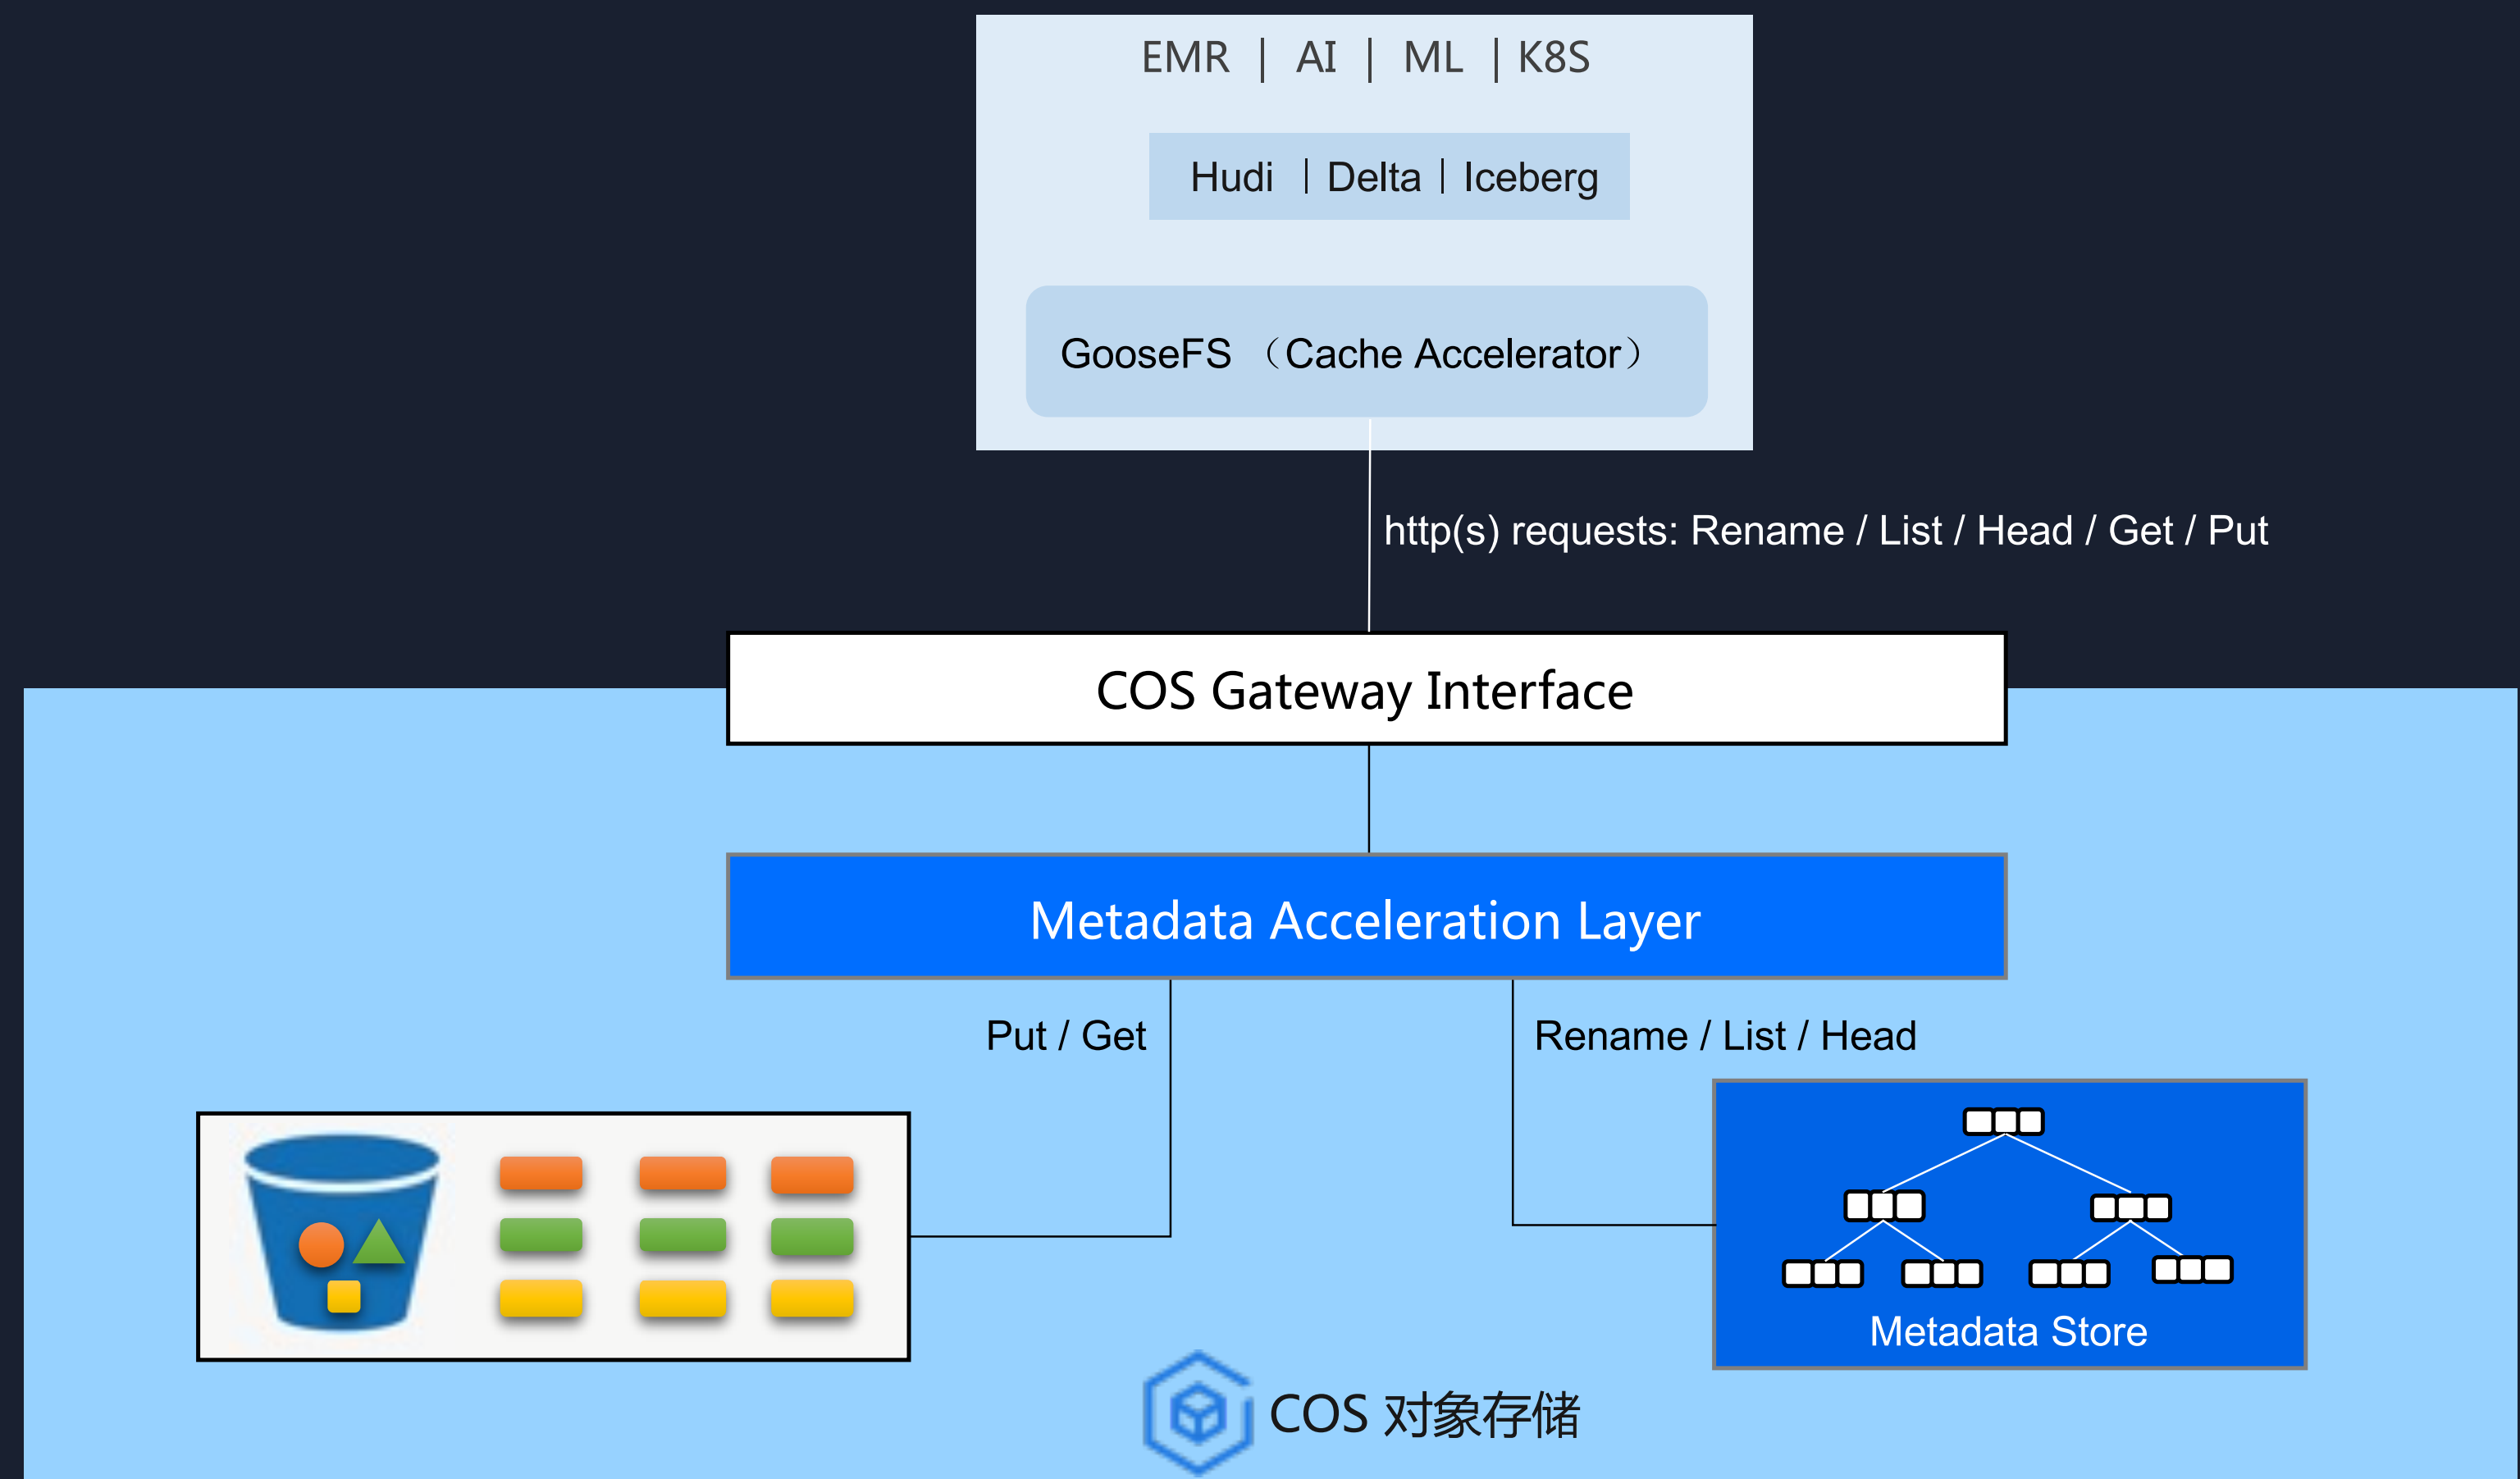 EMR | AI | ML | K8S
Hudi | Delta | Iceberg
GooseFS （Cache Accelerator）
http(s) requests: Rename / List / Head / Get / Put
COS Gateway Interface
Metadata Acceleration Layer
Put / Get
Rename / List / Head
Metadata Store
COS 对象存储